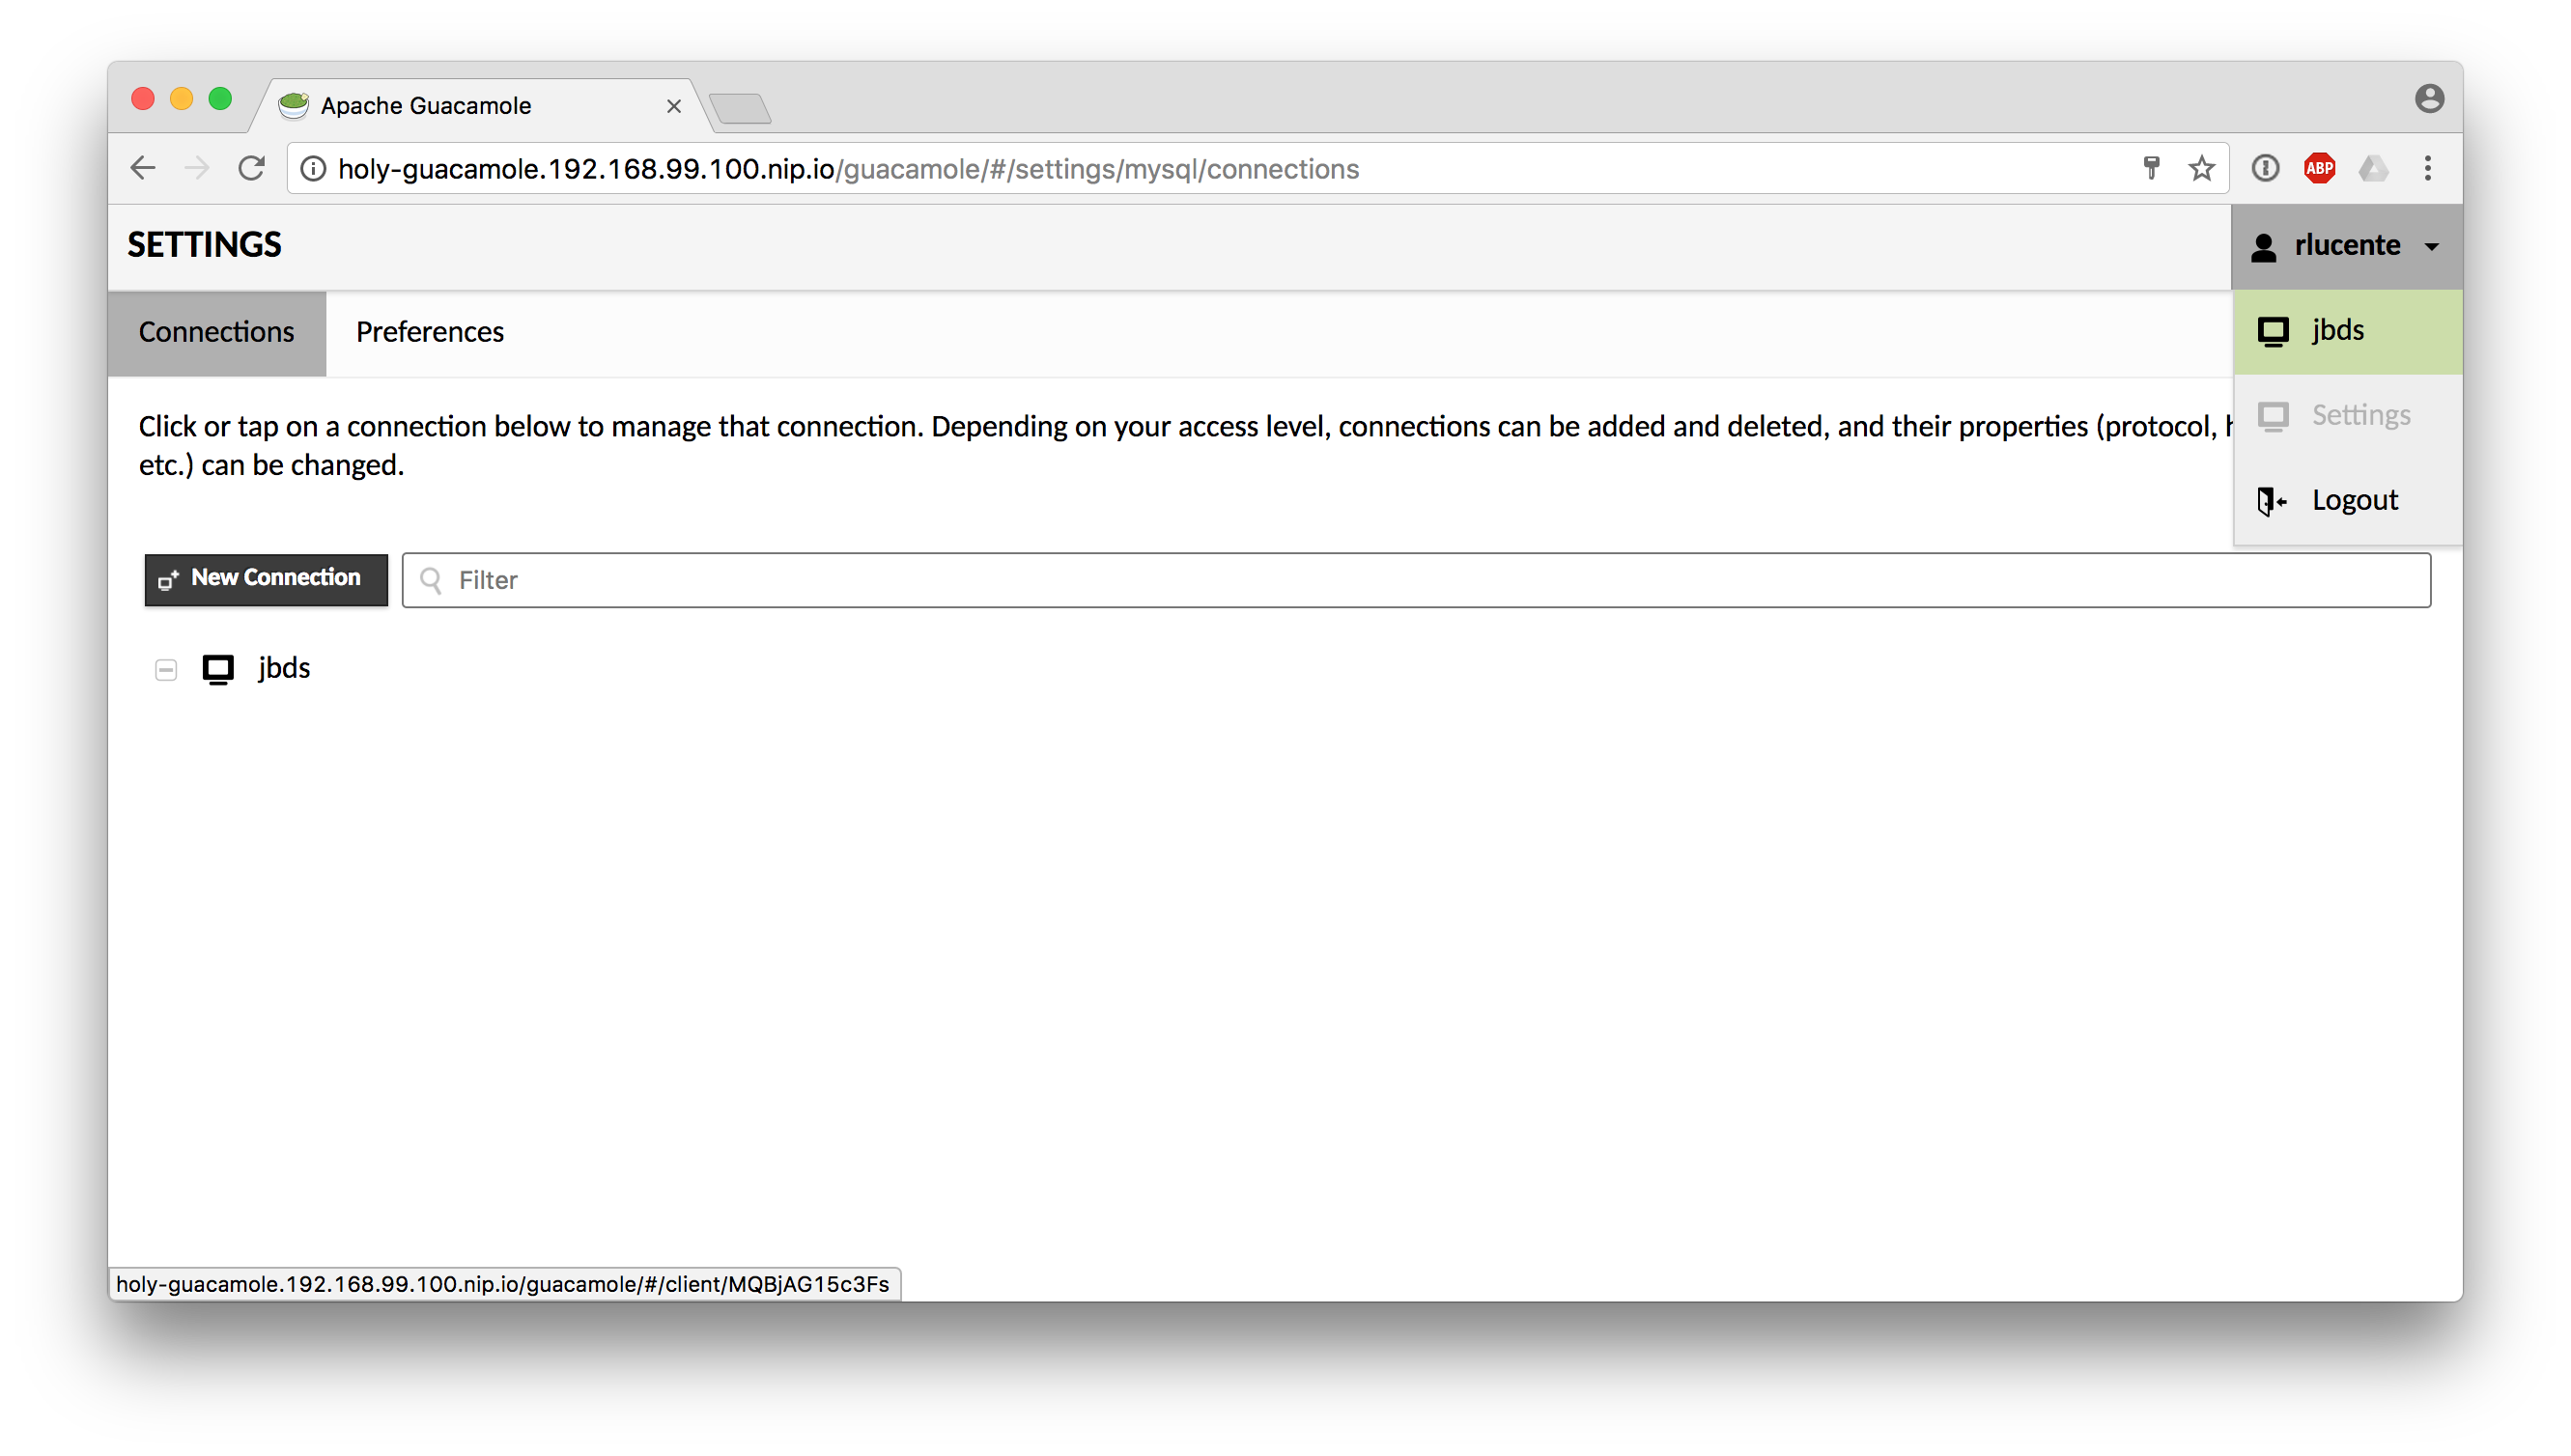 Apache Guacamole
holy-guacamole.192.168.99.100.nip.io/guacamole/#/settings/mysql/connections
ABP
SETTINGS
rlucente
Connections
Preferences
jbds
Settings
Logout
Click or tap on a connection below to manage that connection. Depending on your access level, connections can be added and deleted, and their properties (protocol,
etc.) can be changed.
New Connection
Filter
jbds
holy-guacamole.192.168.99.100.nip.io/guacamole/#/client/MQBjAG15c3Fs